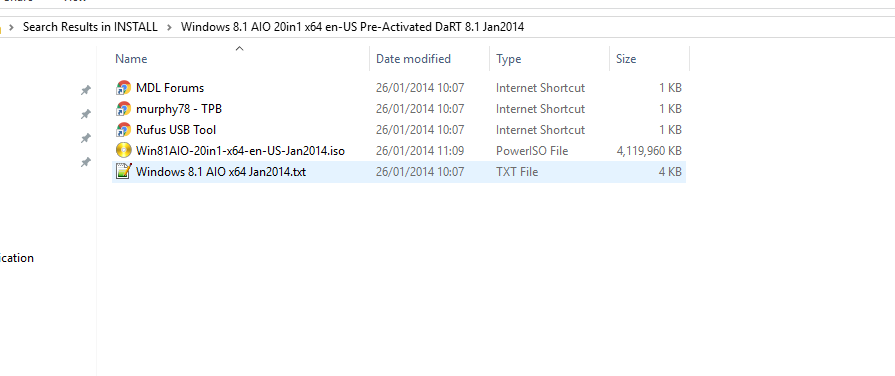 Search Results in INSTALL > Windows 8.1 AIO 20in1 x64 en-US Pre-Activated DaRT 8.1 Jan2014
Name Date modified Type Size
MDL Forums 26/01/2014 10:07 Internet Shortcut 1 KB
murphy78 - TPB 26/01/2014 10:07 Internet Shortcut 1 KB
Rufus USB Tool 26/01/2014 10:07 Internet Shortcut 1 KB
Win81AIO-20in1-x64-en-US-Jan2014.iso 26/01/2014 11:09 PowerISO File 4,119,960 KB
Windows 8.1 AIO x64 Jan2014.txt 26/01/2014 10:07 TXT File 4 KB
ication